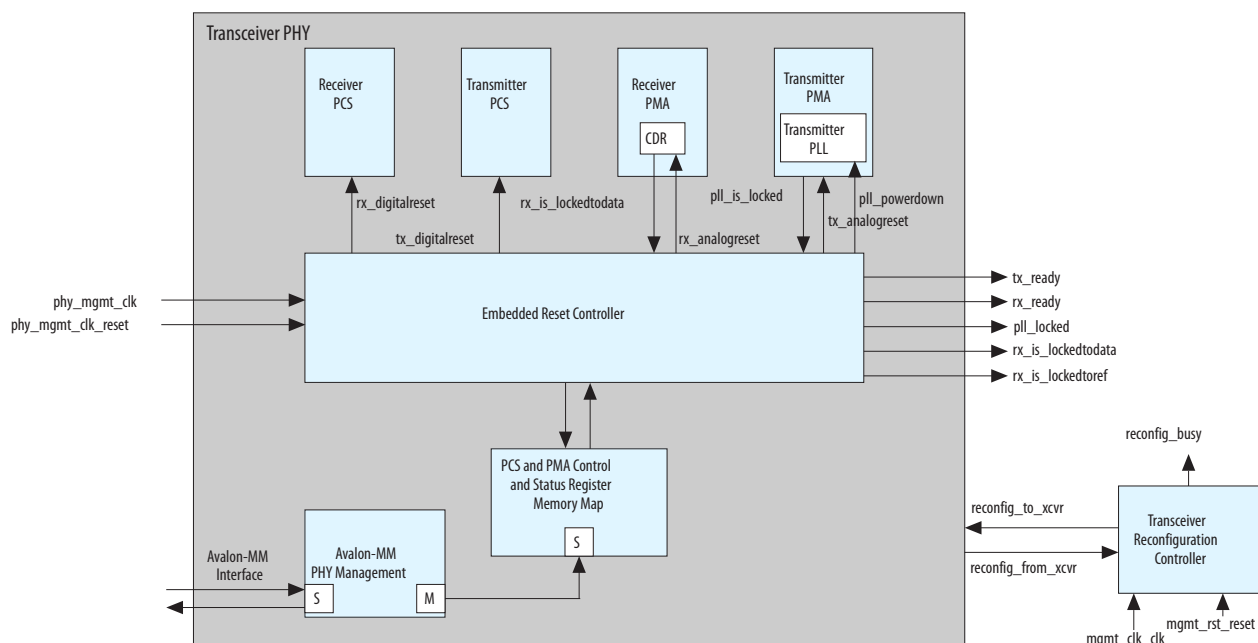 Transceiver PHY
Receiver
PCS
Transmitter
PCS
Receiver
PMA
CDR
Transmitter
PMA
Transmitter
PLL
rx_digitalreset
tx_digitalreset
rx_is_lockedtodata
rx_analogreset
pll_is_locked
tx_analogreset
pll_powerdown
phy_mgmt_clk
phy_mgmt_clk_reset
Embedded Reset Controller
tx_ready
rx_ready
pll_locked
rx_is_lockedtodata
rx_is_lockedtoref
PCS and PMA Control
and Status Register
Memory Map
S
Avalon-MM
Interface
Avalon-MM
PHY Management
S
M
reconfig_busy
reconfig_to_xcvr
reconfig_from_xcvr
Transceiver
Reconfiguration
Controller
mgmt_rst_reset
mgmt_clk_clk